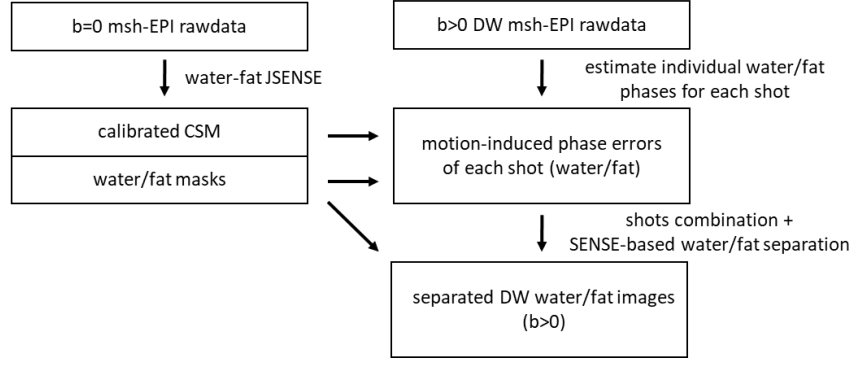 b=0 msh-EPI rawdata
water-fat JSENSE
calibrated CSM
water/fat masks
b>0 DW msh-EPI rawdata
estimate individual water/fat
phases for each shot
motion-induced phase errors
of each shot (water/fat)
shots combination +
SENSE-based water/fat separation
separated DW water/fat images
(b>0)